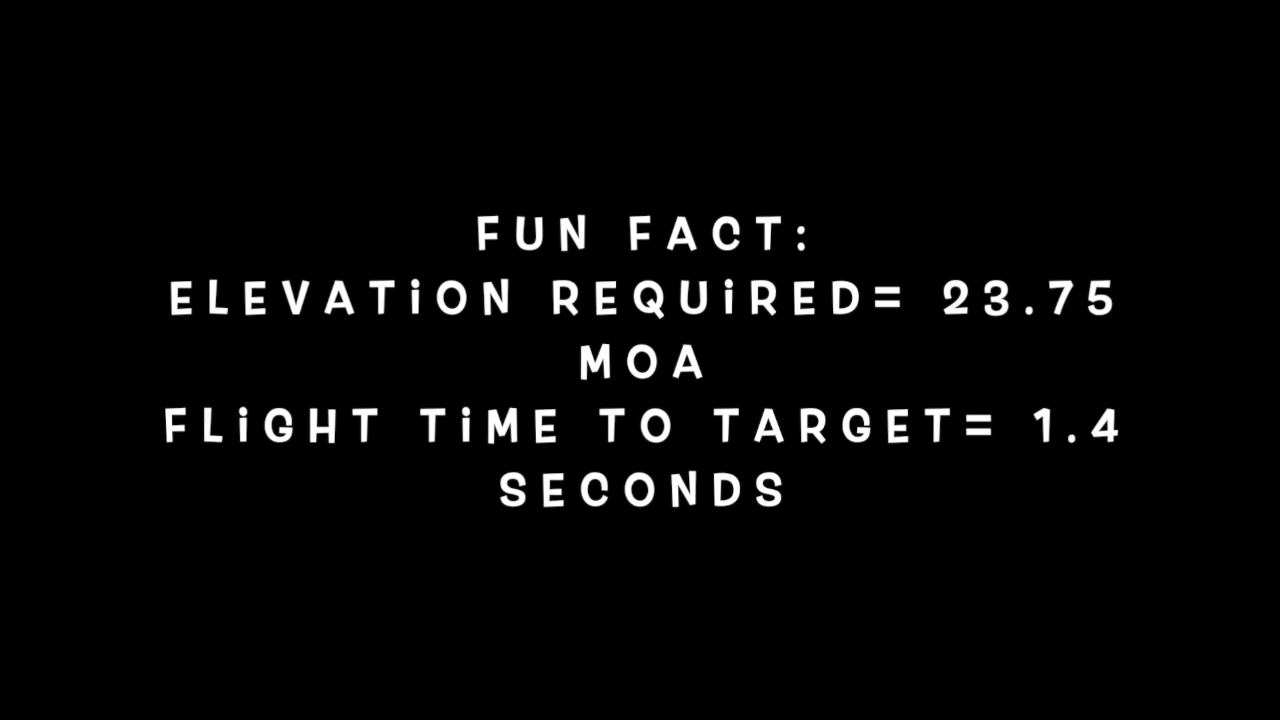 FUN FACT:
ELEVATiON REQUiRED= 23.75
MOA
FLiGHT TiME TO TARGET= 1.4
SECONDS